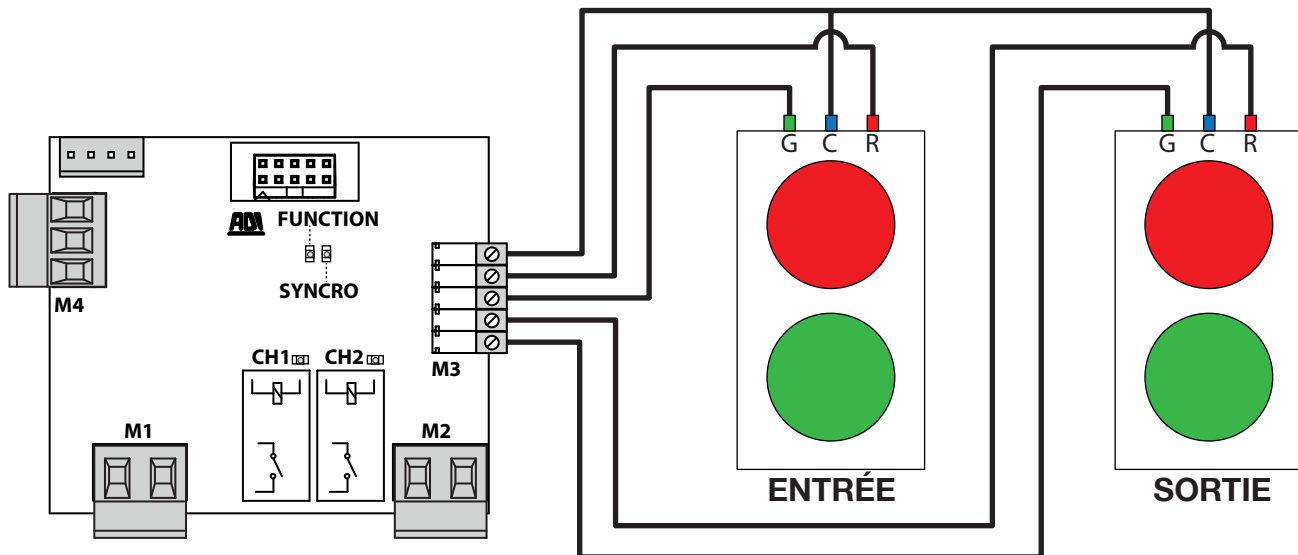 G C R
G C R
ADI
FUNCTION
SYNCRO
M4
CH1 CH2
M3
M1
M2
ENTRÉE
SORTIE